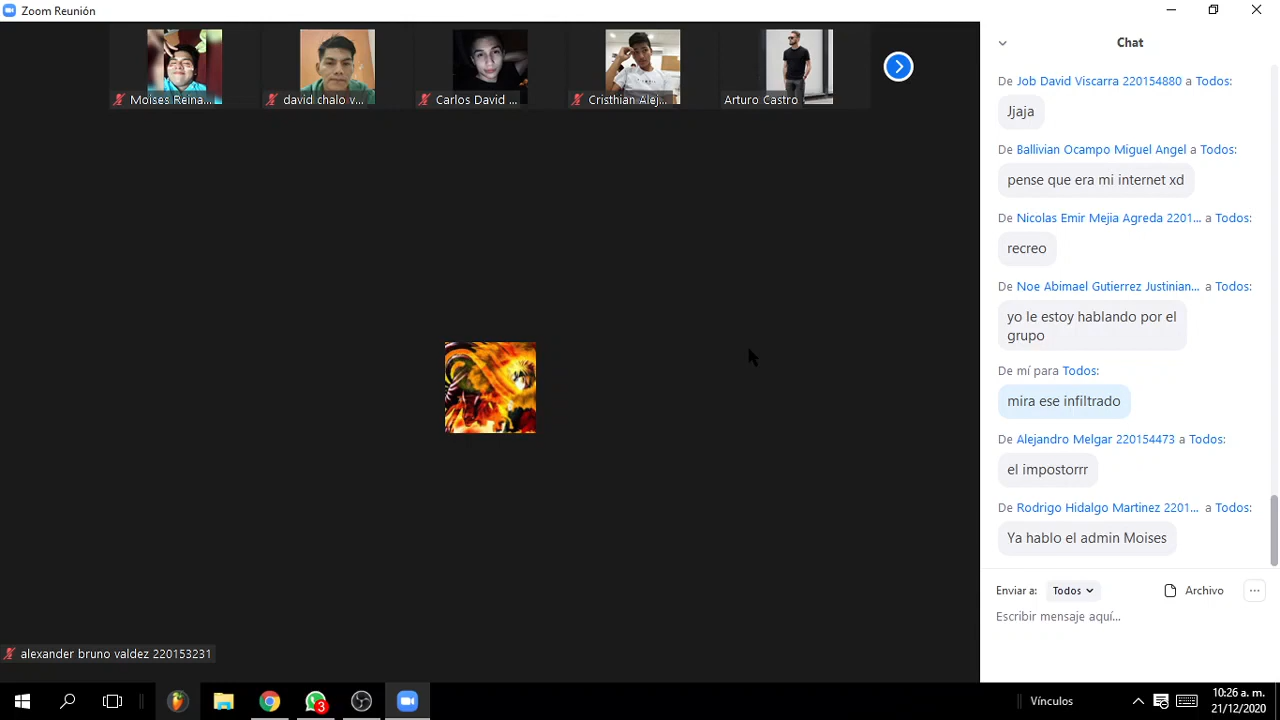 Zoom Reunión
Moises Reina...
david chalo v...
Carlos David ...
Cristhian Alej...
Arturo Castro
Chat
De Job David Viscarra 220154880 a Todos:
Jjaja
De Ballivian Ocampo Miguel Angel a Todos:
pense que era mi internet xd
De Nicolas Emir Mejia Agreda 2201... a Todos:
recreo
De Noe Abimael Gutierrez Justinian... a Todos:
yo le estoy hablando por el
grupo
De mí para Todos:
mira ese infiltrado
De Alejandro Melgar 220154473 a Todos:
el impostorrr
De Rodrigo Hidalgo Martinez 2201... a Todos:
Ya hablo el admin Moises
Enviar a: Todos Archivo ...
Escribir mensaje aquí...
alexander bruno valdez 220153231
3
Vínculos
10:26 a. m.
21/12/2020